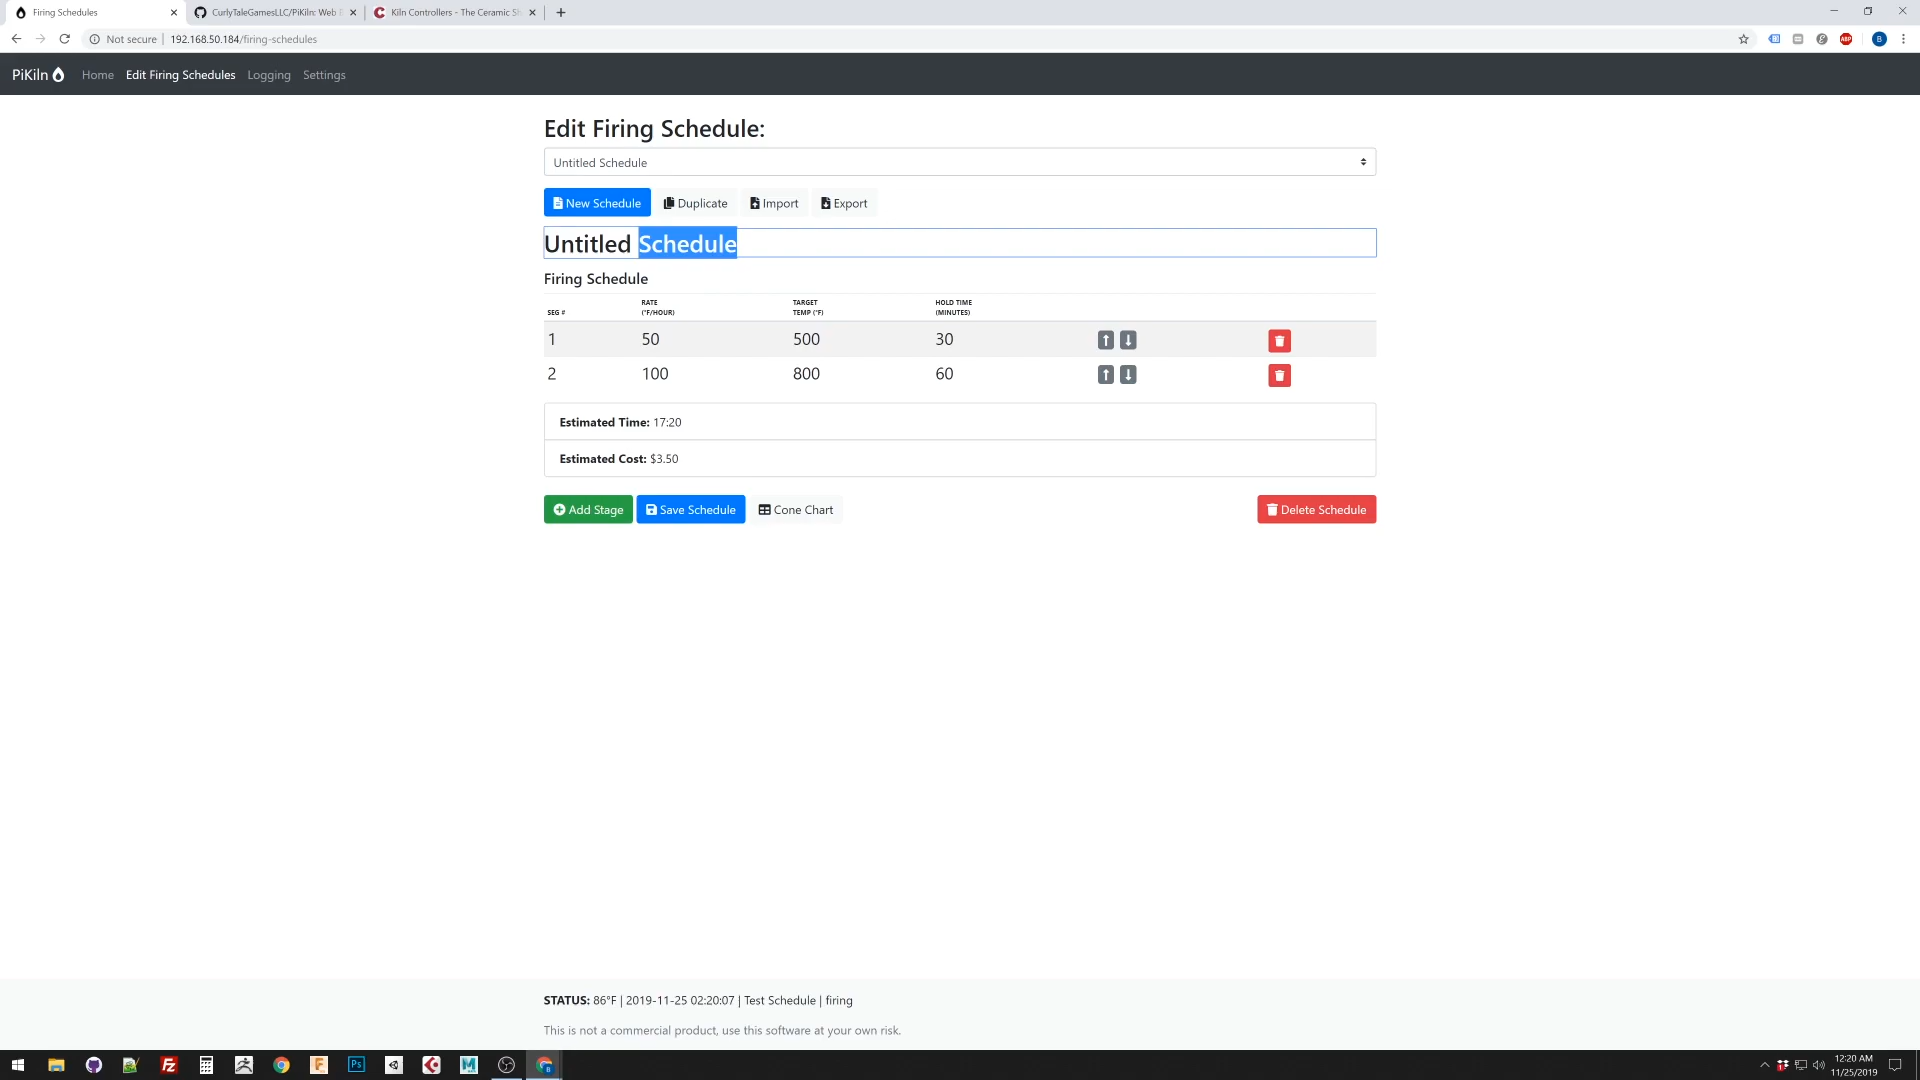 Firing Schedules
CurlyTaleGamesLLC/PiKiln: Web
Kiln Controllers - The Ceramic
Not secure | 192.168.50.184/firing-schedules
ABP
B
PiKiln Home Edit Firing Schedules Logging Settings
Edit Firing Schedule:
Untitled Schedule
New Schedule Duplicate Import Export
Untitled Schedule
Firing Schedule
SEG # RATE (°F/HOUR) TARGET TEMP (°F) HOLD TIME (MINUTES)
1 50 500 30
2 100 800 60
Estimated Time: 17:20
Estimated Cost: $3.50
Add Stage Save Schedule Cone Chart Delete Schedule
STATUS: 86°F | 2019-11-25 02:20:07 | Test Schedule | firing
This is not a commercial product, use this software at your own risk.
12:20 AM
11/25/2019